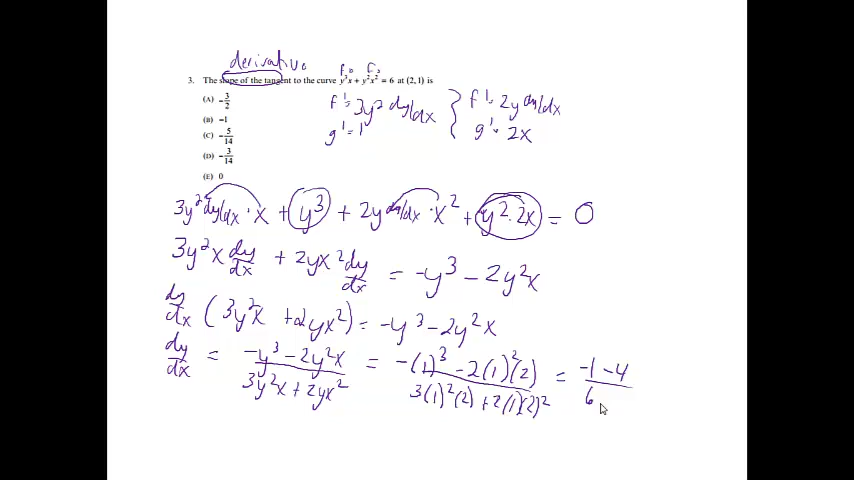 derivative
f g f g
3. The slope of the tangent to the curve y³x + y²x² = 6 at (2, 1) is
(A) -3/2
(B) -1
(C) -5/14
(D) -3/14
(E) 0
f' = 3y² dy/dx } f' = 2y dy/dx
g' = 1 g' = 2x
3y² dy/dx · x + y³ + 2y dy/dx · x² + y² · 2x = 0
3y²x dy/dx + 2yx² dy/dx = -y³ - 2y²x
dy/dx (3y²x + 2yx²) = -y³ - 2y²x
dy/dx = (-y³ - 2y²x)/(3y²x + 2yx²) = (-(1)³ - 2(1)²(2))/(3(1)²(2) + 2(1)(2)²) = (-1 - 4)/6